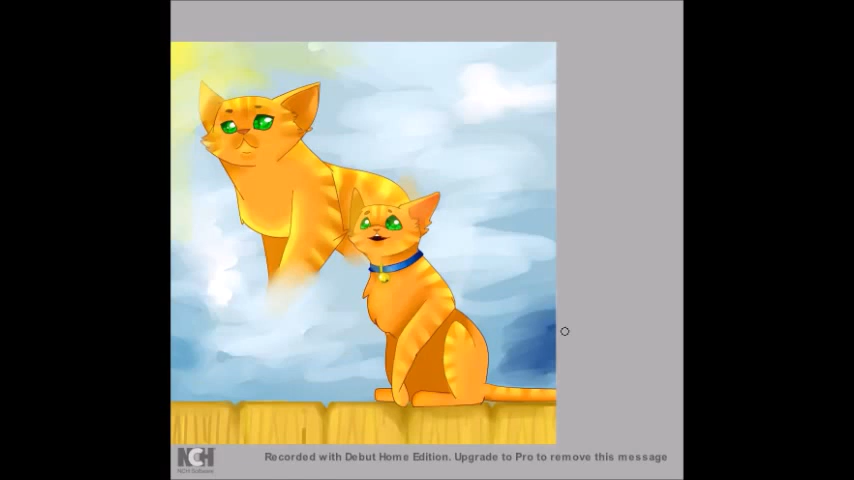 NCH
NCH Software
Recorded with Debut Home Edition. Upgrade to Pro to remove this message